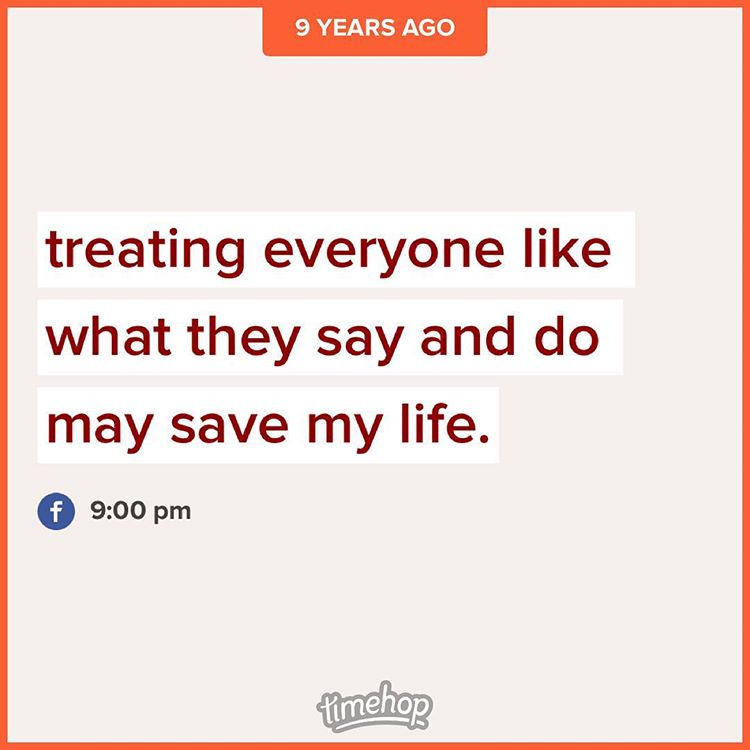 9 YEARS AGO
treating everyone like
what they say and do
may save my life.
f 9:00 pm
timehop